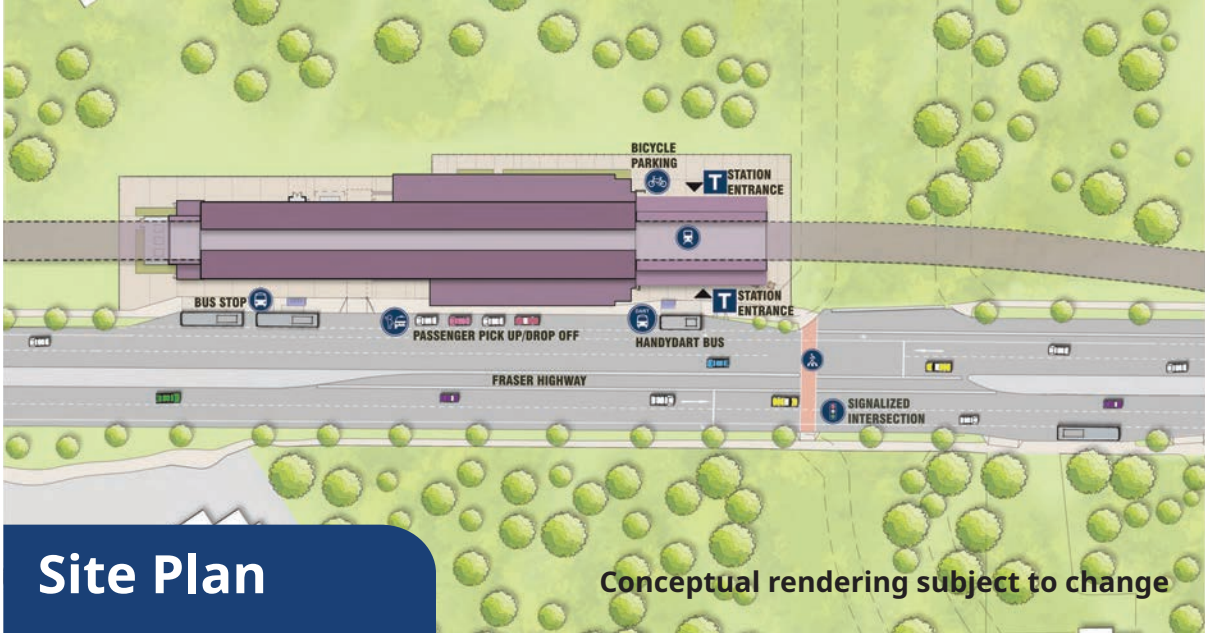 BICYCLE
PARKING
T STATION
ENTRANCE
BUS STOP
T STATION
ENTRANCE
PASSENGER PICK UP/DROP OFF
DART
HANDYDART BUS
FRASER HIGHWAY
SIGNALIZED
INTERSECTION
Site Plan
Conceptual rendering subject to change